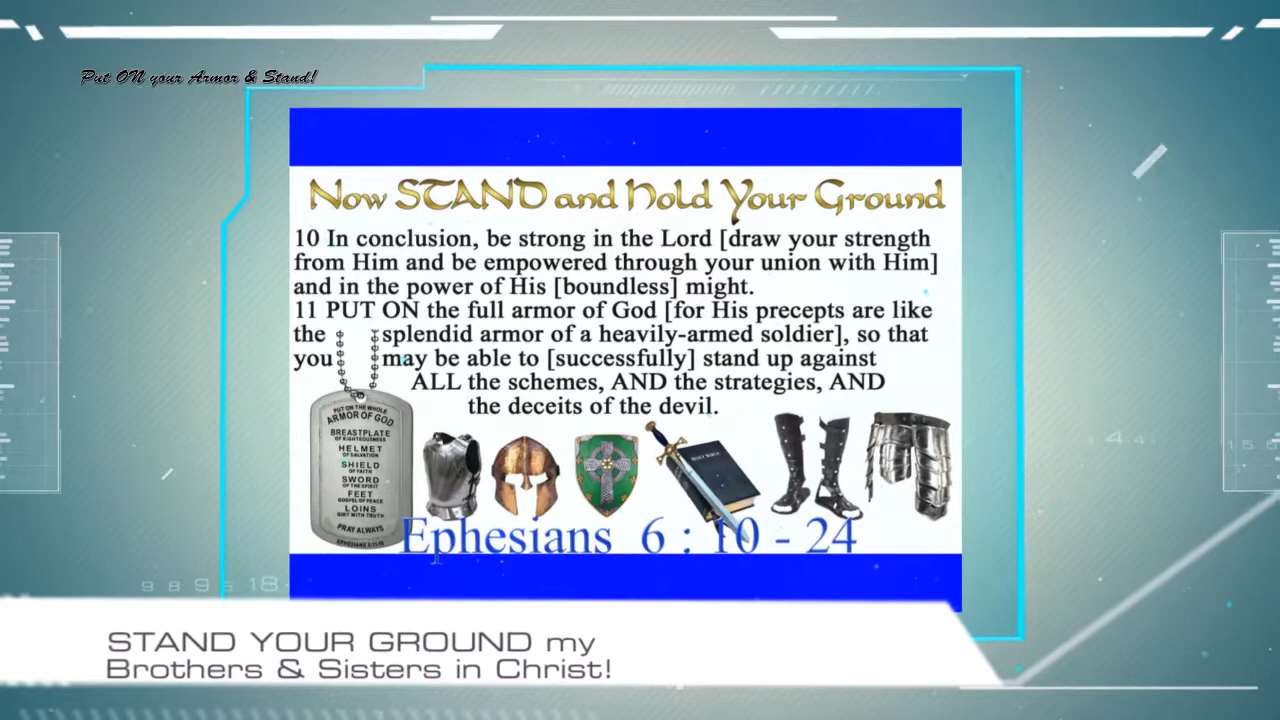 Put ON your Armor & Stand!
Now STAND and Hold Your Ground
10 In conclusion, be strong in the Lord [draw your strength
from Him and be empowered through your union with Him]
and in the power of His [boundless] might.
11 PUT ON the full armor of God [for His precepts are like
the splendid armor of a heavily-armed soldier], so that
you may be able to [successfully] stand up against
ALL the schemes, AND the strategies, AND
the deceits of the devil.
PUT ON THE WHOLE
ARMOR OF GOD
BREASTPLATE
OF RIGHTEOUSNESS
HELMET
OF SALVATION
SHIELD
OF FAITH
SWORD
OF THE SPIRIT
FEET
GOSPEL OF PEACE
LOINS
GIRT WITH TRUTH
PRAY ALWAYS
HOLY BIBLE
Ephesians 6 : 10 - 24
STAND YOUR GROUND my
Brothers & Sisters in Christ!